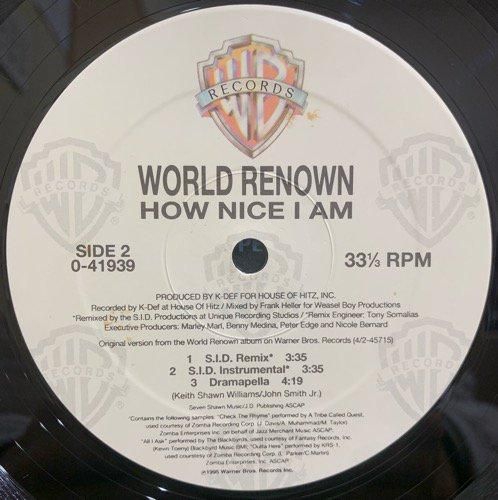 WB
RECORDS
WORLD RENOWN
HOW NICE I AM
SIDE 2
0-41939
33⅓ RPM
PRODUCED BY K-DEF FOR HOUSE OF HITZ, INC.
Recorded by K-Def at House Of Hitz / Mixed by Frank Heller for Weasel Boy Productions
*Remixed by the S.I.D. Productions at Unique Recording Studios / *Remix Engineer: Tony Somalias
Executive Producers: Marley Marl, Benny Medina, Peter Edge and Nicole Bernard
Original version from the World Renown album on Warner Bros. Records (4/2-45715)
1 S.I.D. Remix* 3:35
2 S.I.D. Instrumental* 3:35
3 Dramapella 4:19
(Keith Shawn Williams/John Smith Jr.)
Seven Shawn Music/J.D. Publishing ASCAP
*Contains the following samples: "Check The Rhyme" performed by A Tribe Called Quest,
used courtesy of Zomba Recording Corp. (J. Davis/A. Muhammad/M. Taylor)
Zomba Enterprises Inc. on behalf of Jazz Merchant Music ASCAP;
"All I Ask" performed by The Blackbyrds, used courtesy of Fantasy Records, Inc.
(Kevin Toney) Blackbyrd Music BMI; "Outta Here" performed by KRS-1,
used courtesy of Zomba Recording Corp. (L. Parker/C. Martin)
Zomba Enterprises Inc. ASCAP.
℗1995 Warner Bros. Records Inc.